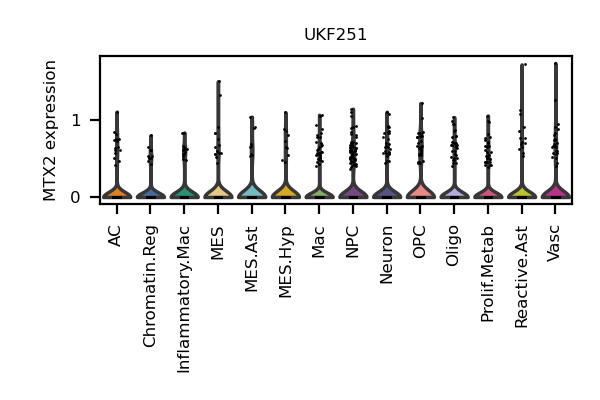 UKF251
MTX2 expression
1
0
AC
Chromatin.Reg
Inflammatory.Mac
MES
MES.Ast
MES.Hyp
Mac
NPC
Neuron
OPC
Oligo
Prolif.Metab
Reactive.Ast
Vasc